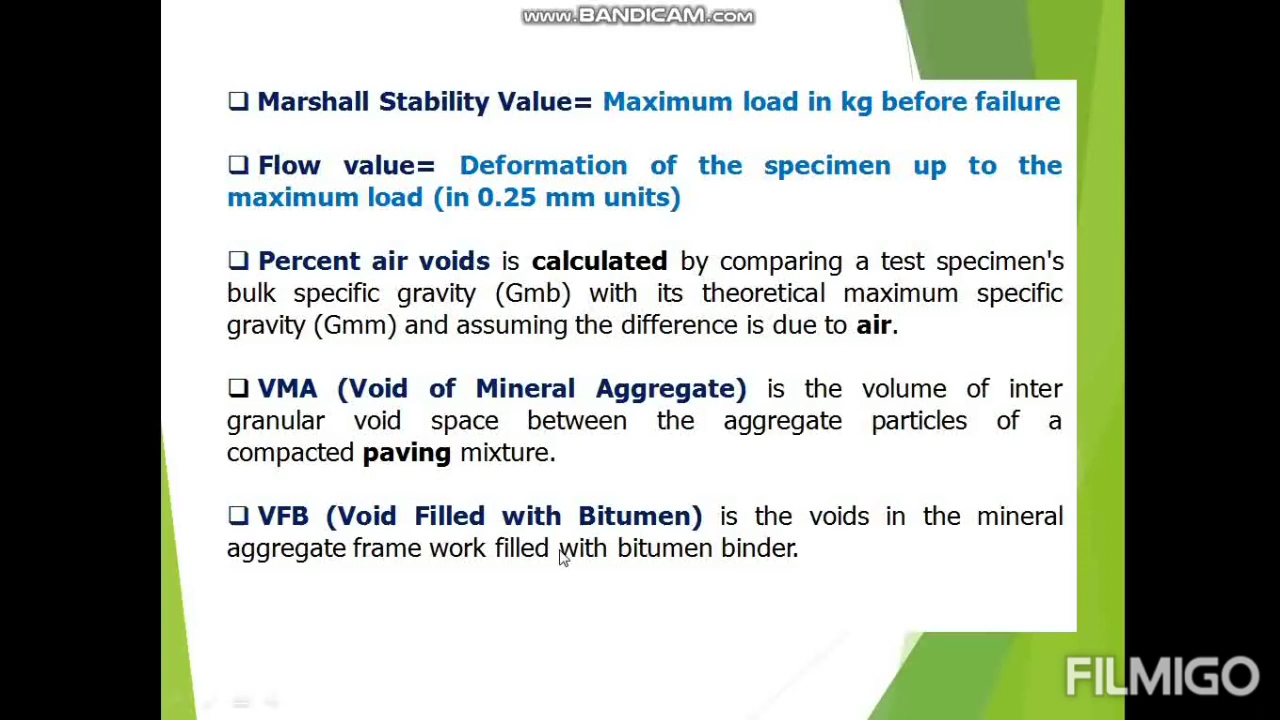 www.BANDICAM.com
❑ Marshall Stability Value= Maximum load in kg before failure
❑ Flow value= Deformation of the specimen up to the
maximum load (in 0.25 mm units)
❑ Percent air voids is calculated by comparing a test specimen's
bulk specific gravity (Gmb) with its theoretical maximum specific
gravity (Gmm) and assuming the difference is due to air.
❑ VMA (Void of Mineral Aggregate) is the volume of inter
granular void space between the aggregate particles of a
compacted paving mixture.
❑ VFB (Void Filled with Bitumen) is the voids in the mineral
aggregate frame work filled with bitumen binder.
FILMIGO